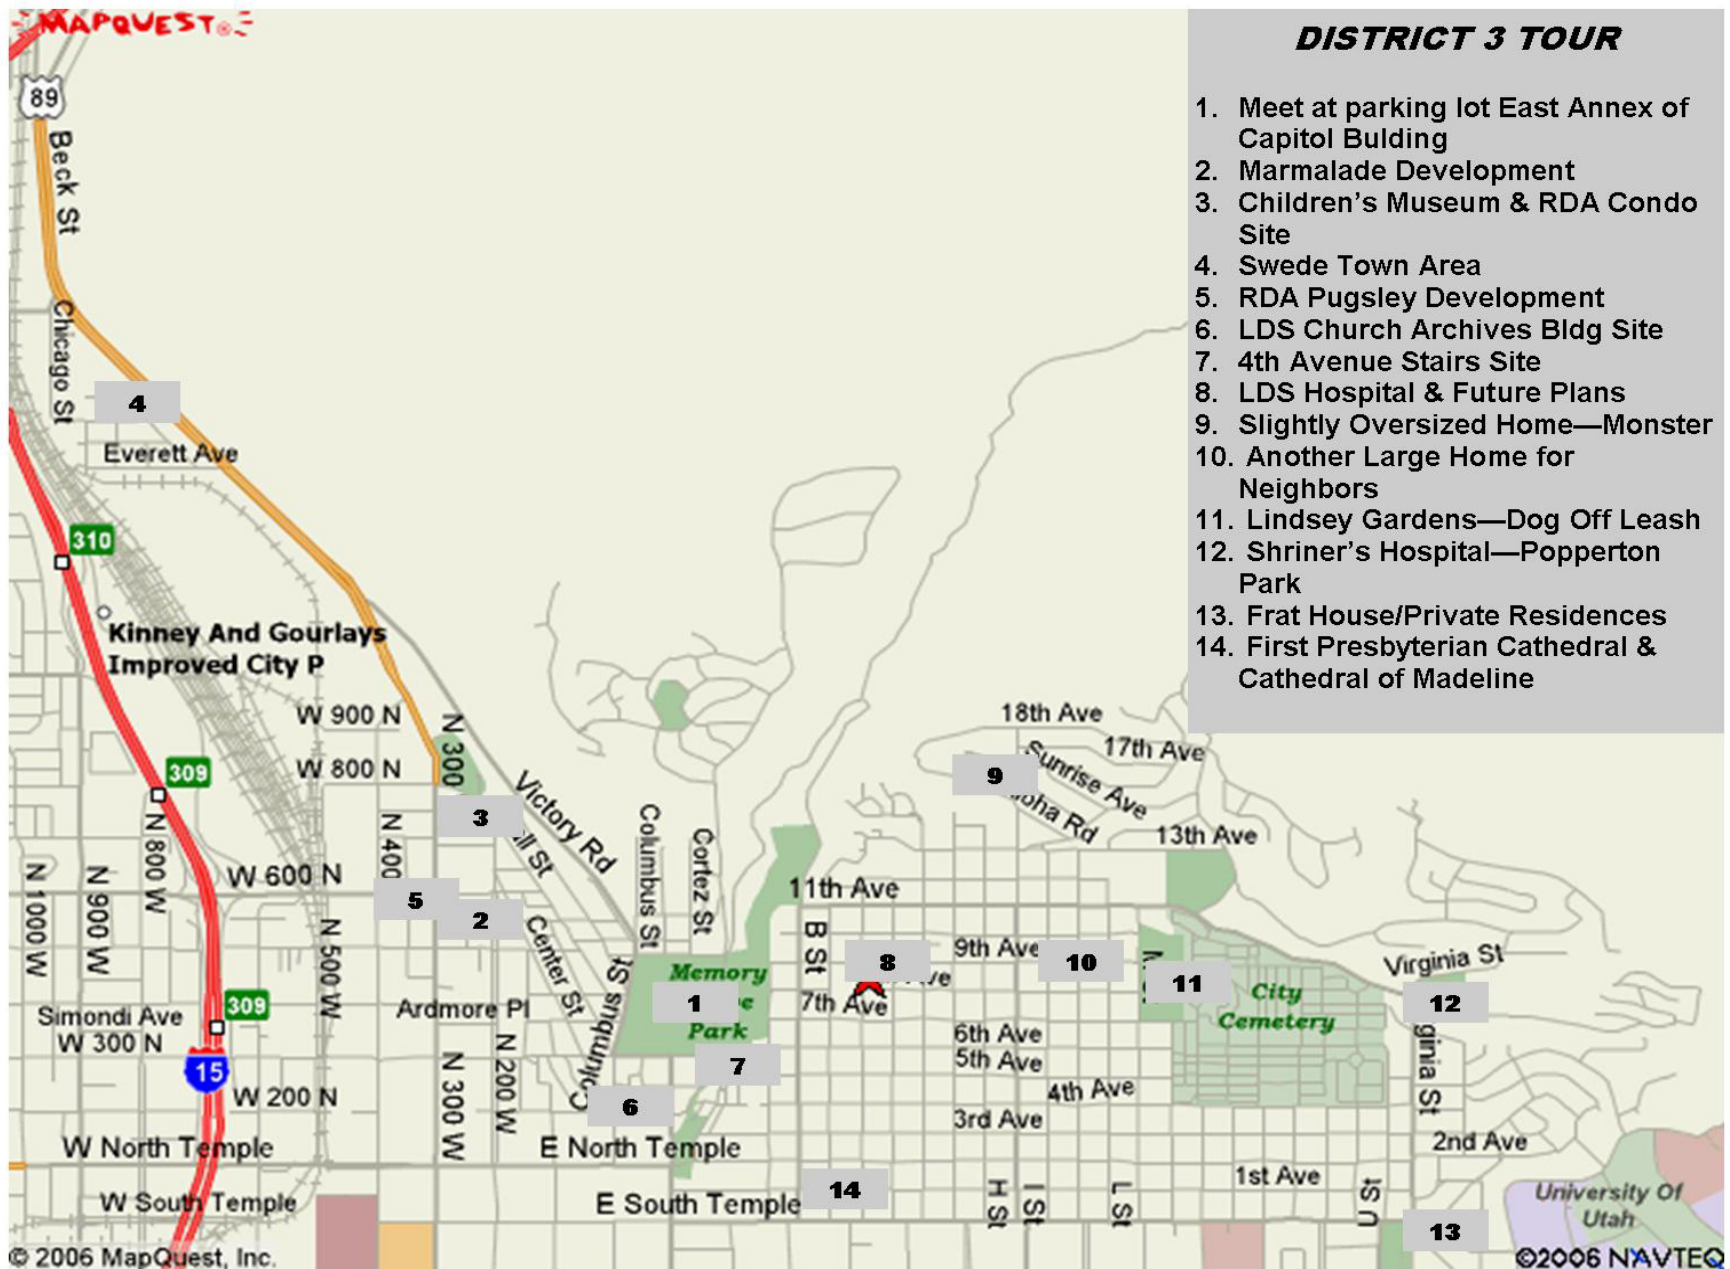 MAPQUEST
DISTRICT 3 TOUR
1. Meet at parking lot East Annex of
Capitol Bulding
2. Marmalade Development
3. Children's Museum & RDA Condo
Site
4. Swede Town Area
5. RDA Pugsley Development
6. LDS Church Archives Bldg Site
7. 4th Avenue Stairs Site
8. LDS Hospital & Future Plans
9. Slightly Oversized Home—Monster
10. Another Large Home for
Neighbors
11. Lindsey Gardens—Dog Off Leash
12. Shriner's Hospital—Popperton
Park
13. Frat House/Private Residences
14. First Presbyterian Cathedral &
Cathedral of Madeline
89
Beck St
Chicago St
4
Everett Ave
310
Kinney And Gourlays
Improved City P
W 900 N
N 300
18th Ave
17th Ave
Sunrise Ave
W 800 N
309
9
oha Rd
Victory Rd
3
13th Ave
N 800 W
N 400
ill St
Columbus St
Cortez St
W 600 N
11th Ave
N 1000 W
N 900 W
5
2
N 500 W
Center St
B St
9th Ave
10
8
ve
Virginia St
Memory
e
Park
1
11
City
Cemetery
12
309
Simondi Ave
Ardmore Pl
7th Ave
W 300 N
Columbus St
6th Ave
5th Ave
ginia St
7
15
N 300 W
N 200 W
W 200 N
6
4th Ave
3rd Ave
W North Temple
E North Temple
2nd Ave
1st Ave
W South Temple
E South Temple
14
H St
I St
L St
U St
University Of
Utah
13
© 2006 MapQuest, Inc.
©2006 NAVTEQ